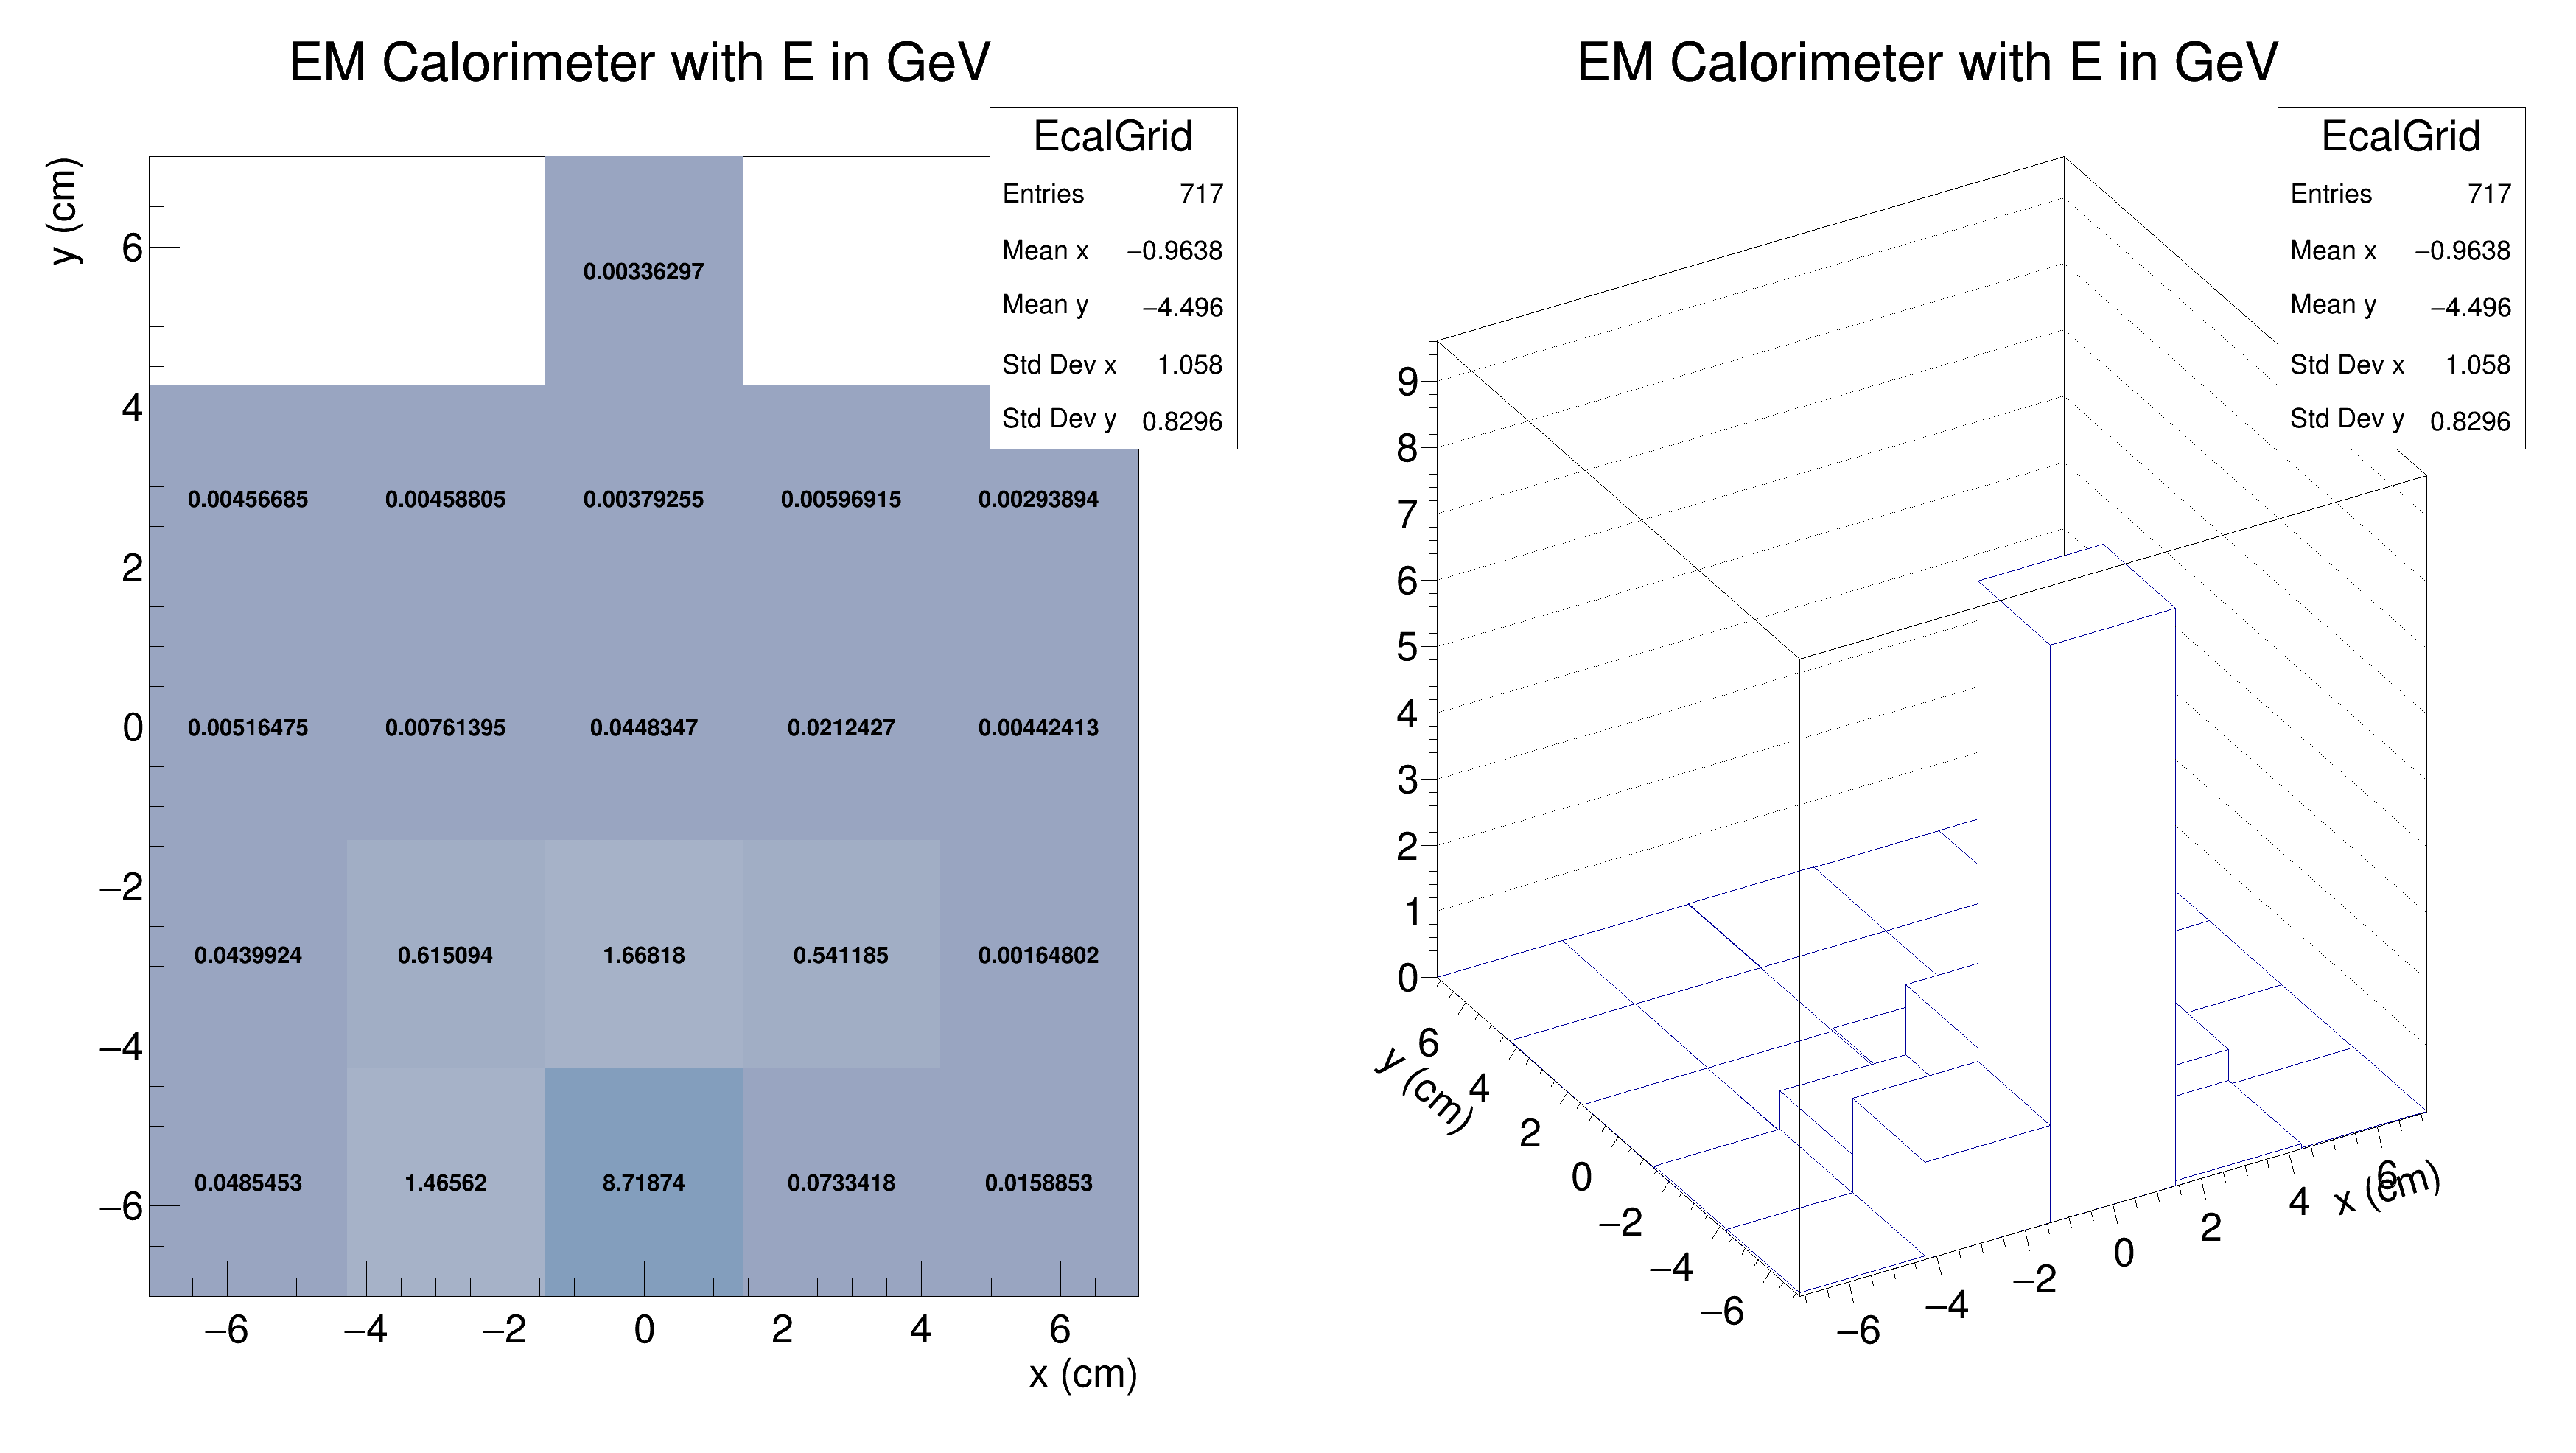 EM Calorimeter with E in GeV
EcalGrid
Entries 717
Mean x −0.9638
Mean y −4.496
Std Dev x 1.058
Std Dev y 0.8296
y (cm)
6
4
2
0
−2
−4
−6
0.00336297
0.00456685 0.00458805 0.00379255 0.00596915 0.00293894
0.00516475 0.00761395 0.0448347 0.0212427 0.00442413
0.0439924 0.615094 1.66818 0.541185 0.00164802
0.0485453 1.46562 8.71874 0.0733418 0.0158853
−6 −4 −2 0 2 4 6
x (cm)
EM Calorimeter with E in GeV
EcalGrid
Entries 717
Mean x −0.9638
Mean y −4.496
Std Dev x 1.058
Std Dev y 0.8296
9
8
7
6
5
4
3
2
1
0
y (cm)
6
4
2
0
−2
−4
−6
−6 −4 −2 0 2 4 6
x (cm)